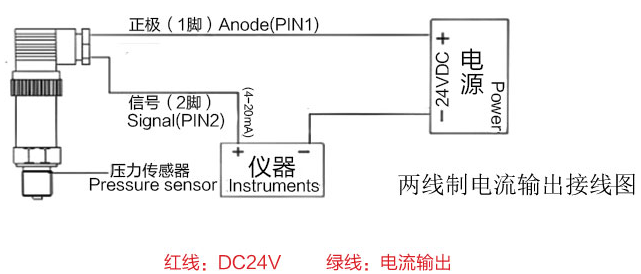 正极（1脚）Anode(PIN1)
信号（2脚）
Signal(PIN2)
(4-20mA)
+ 仪器 −
Instruments
− 24VDC +
电源
Power
压力传感器
Pressure sensor
两线制电流输出接线图
红线：DC24V 绿线：电流输出